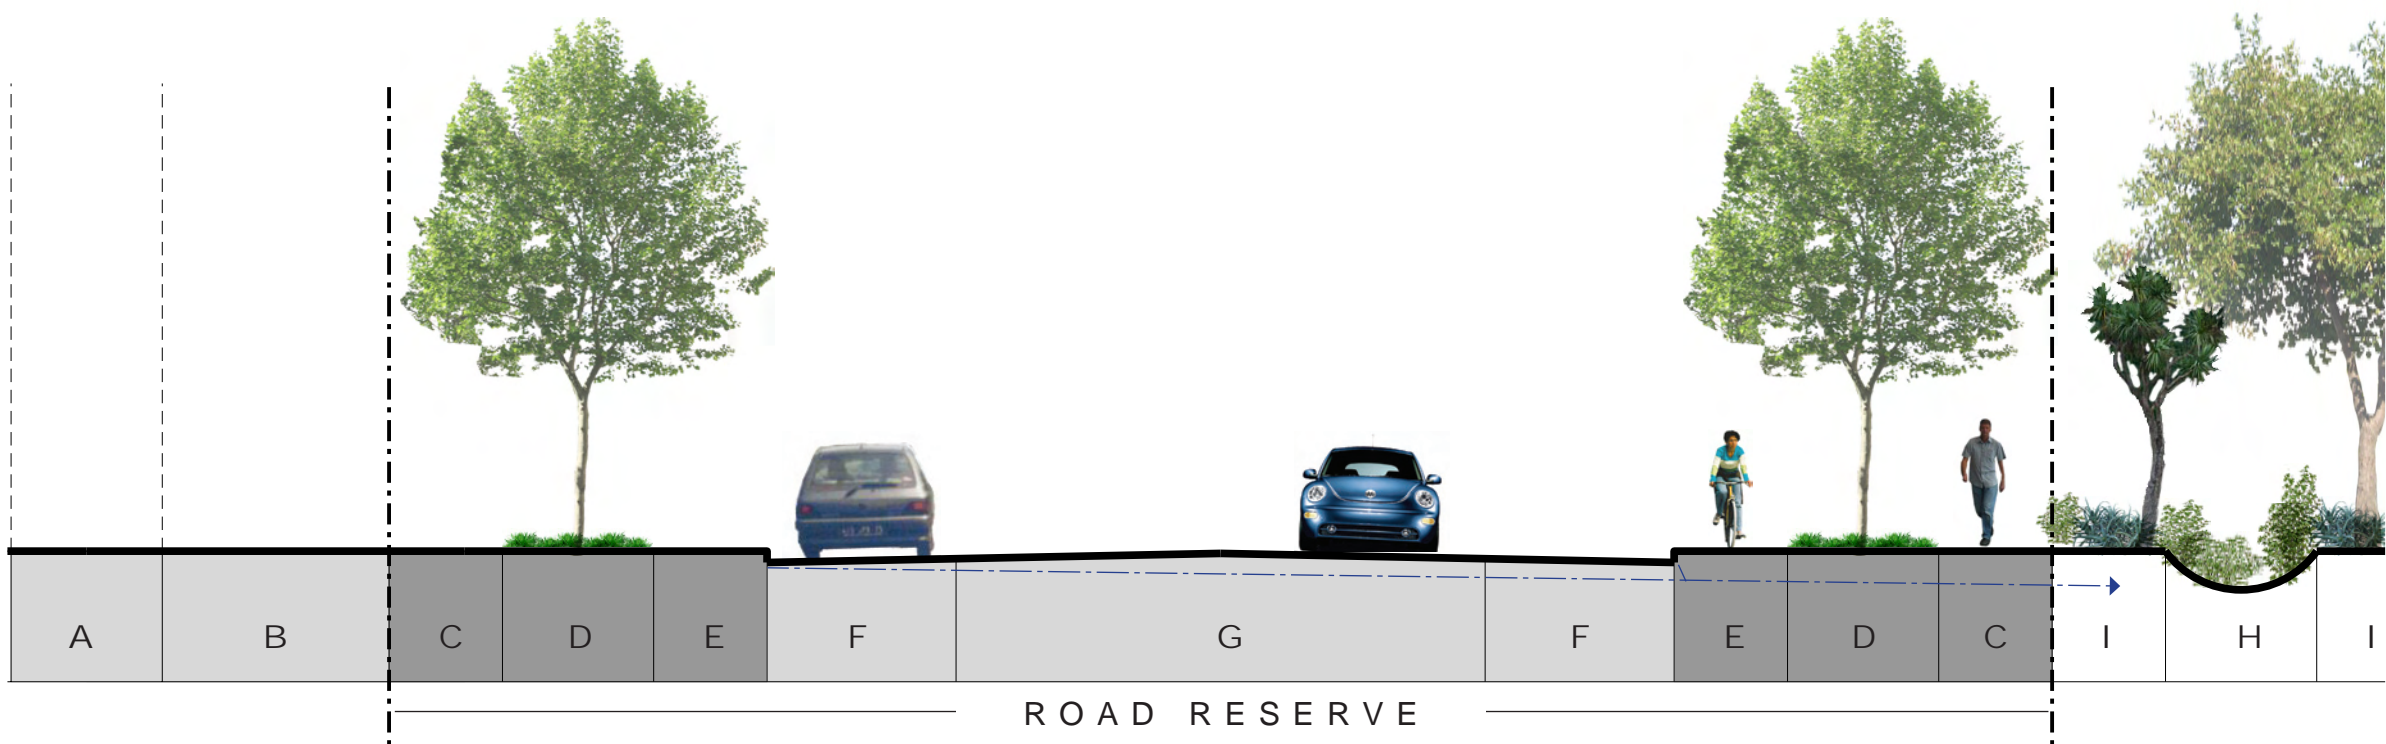 A B C D E F G F E D C I H I
ROAD RESERVE